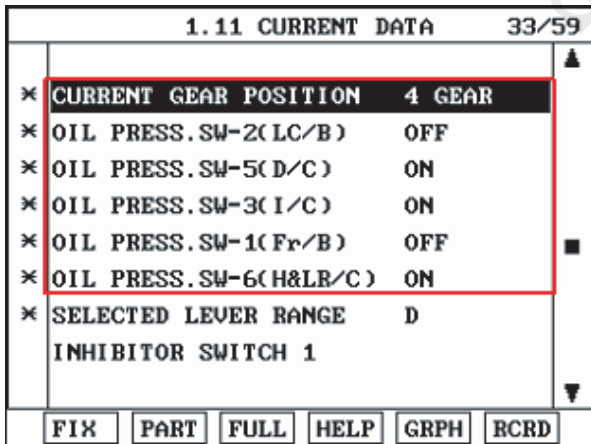 1.11 CURRENT DATA 33/59
* CURRENT GEAR POSITION 4 GEAR
* OIL PRESS.SW-2(LC/B) OFF
* OIL PRESS.SW-5(D/C) ON
* OIL PRESS.SW-3(I/C) ON
* OIL PRESS.SW-1(Fr/B) OFF
* OIL PRESS.SW-6(H&LR/C) ON
* SELECTED LEVER RANGE D
INHIBITOR SWITCH 1
FIX PART FULL HELP GRPH RCRD